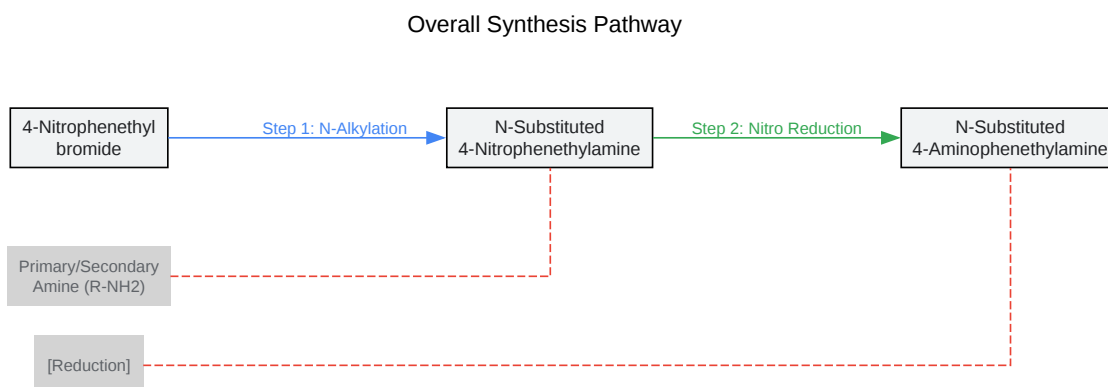 Overall Synthesis Pathway
4-Nitrophenethyl
bromide
Step 1: N-Alkylation
N-Substituted
4-Nitrophenethylamine
Step 2: Nitro Reduction
N-Substituted
4-Aminophenethylamine
Primary/Secondary
Amine (R-NH2)
[Reduction]